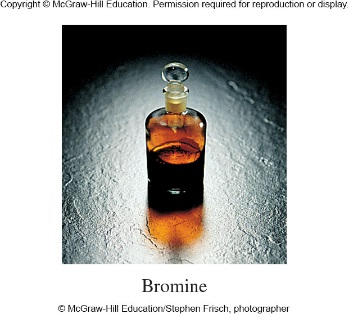 Copyright © McGraw-Hill Education. Permission required for reproduction or display.
Bromine
© McGraw-Hill Education/Stephen Frisch, photographer